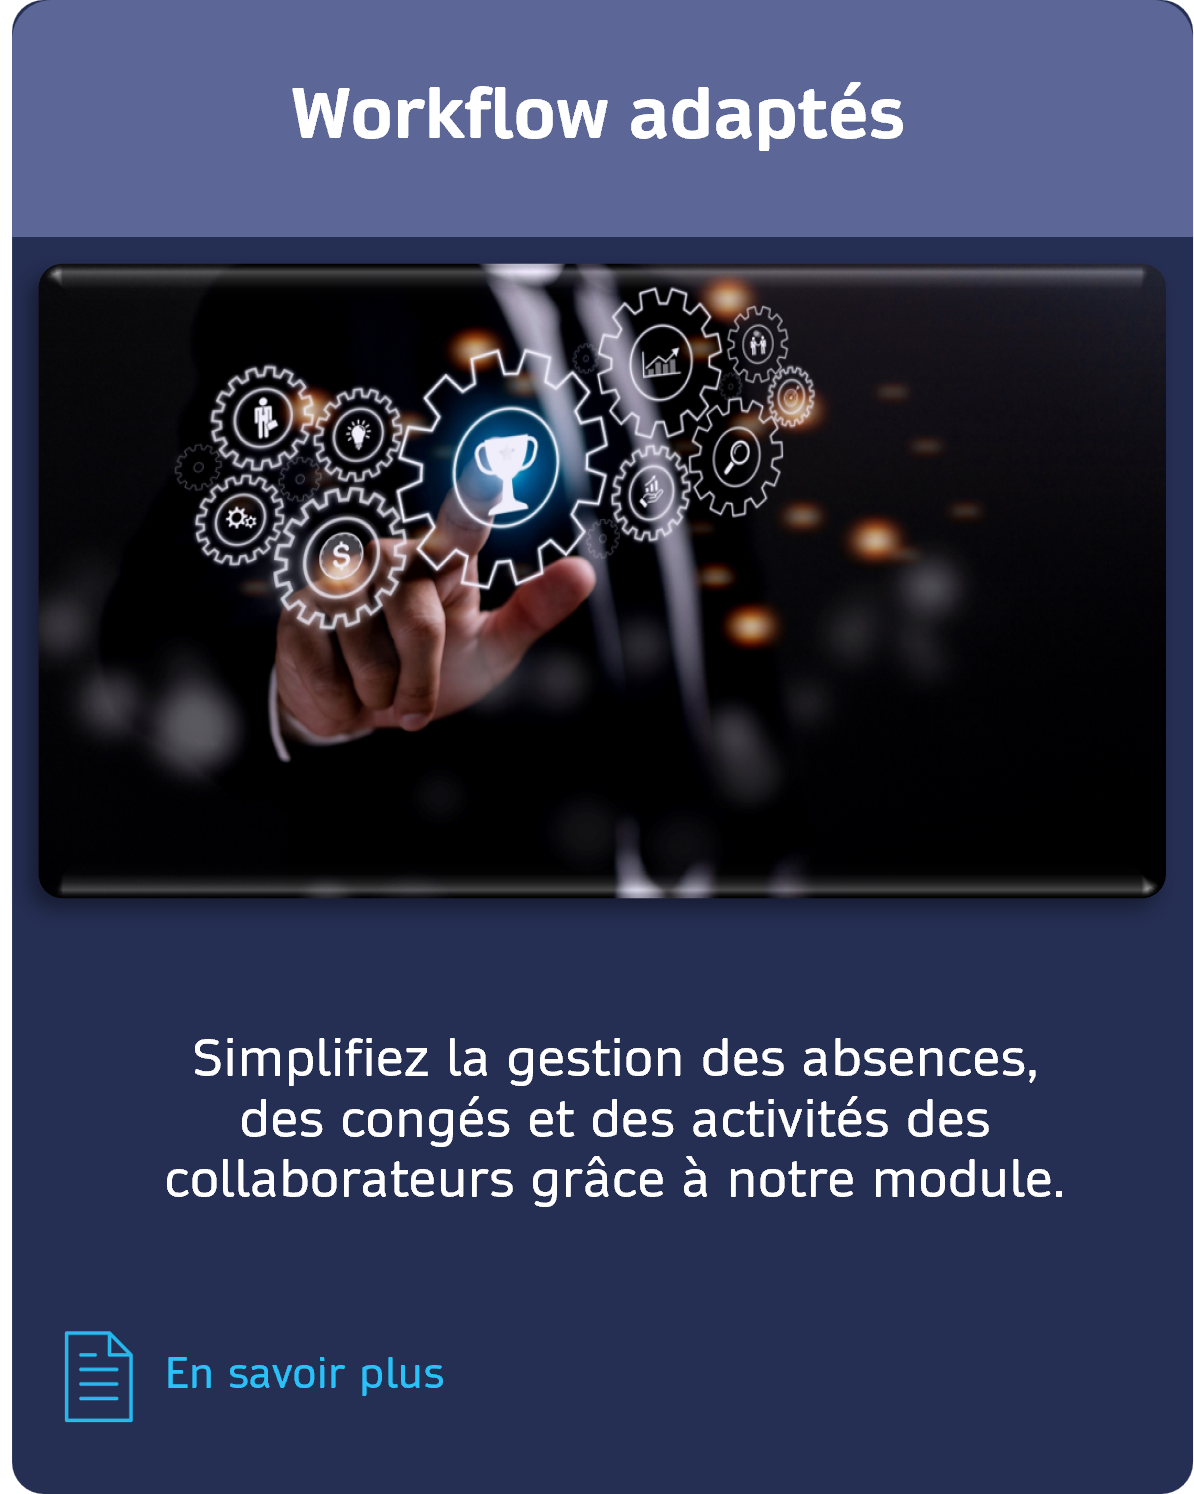 Workflow adaptés
$
Simplifiez la gestion des absences,
des congés et des activités des
collaborateurs grâce à notre module.
En savoir plus